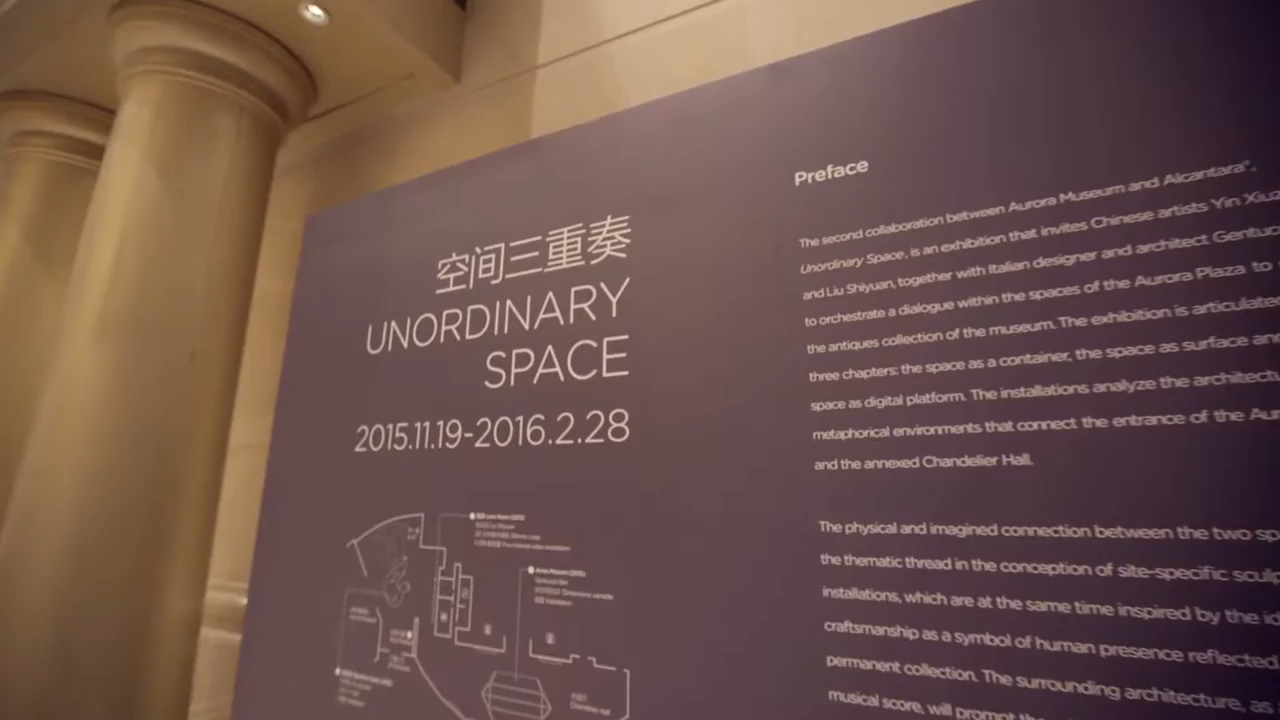 空间三重奏
UNORDINARY
SPACE
2015.11.19-2016.2.28
Preface
The second collaboration between Aurora Museum and Alcantara®,
Unordinary Space, is an exhibition that invites Chinese artists Yin
and Liu Shiyuan, together with Italian designer and architect
to orchestrate a dialogue within the spaces of the Aurora Plaza to
the antiques collection of the museum. The exhibition is
three chapters: the space as a container, the space as surface
space as digital platform. The installations analyze the
metaphorical environments that connect the entrance of the
and the annexed Chandelier Hall.
The physical and imagined connection between the two
the thematic thread in the conception of site-specific
installations, which are at the same time inspired by the
craftsmanship as a symbol of human presence reflected
permanent collection. The surrounding architecture, as
musical score, will prompt